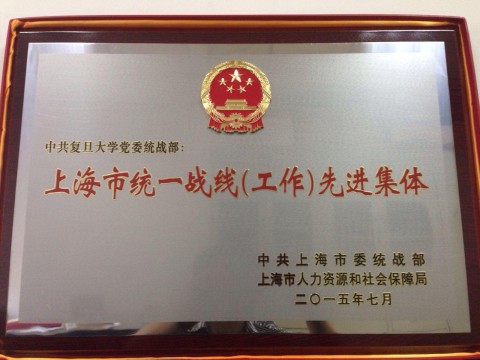 中共复旦大学党委统战部：
上海市统一战线(工作)先进集体
中共上海市委统战部
上海市人力资源和社会保障局
二〇一五年七月